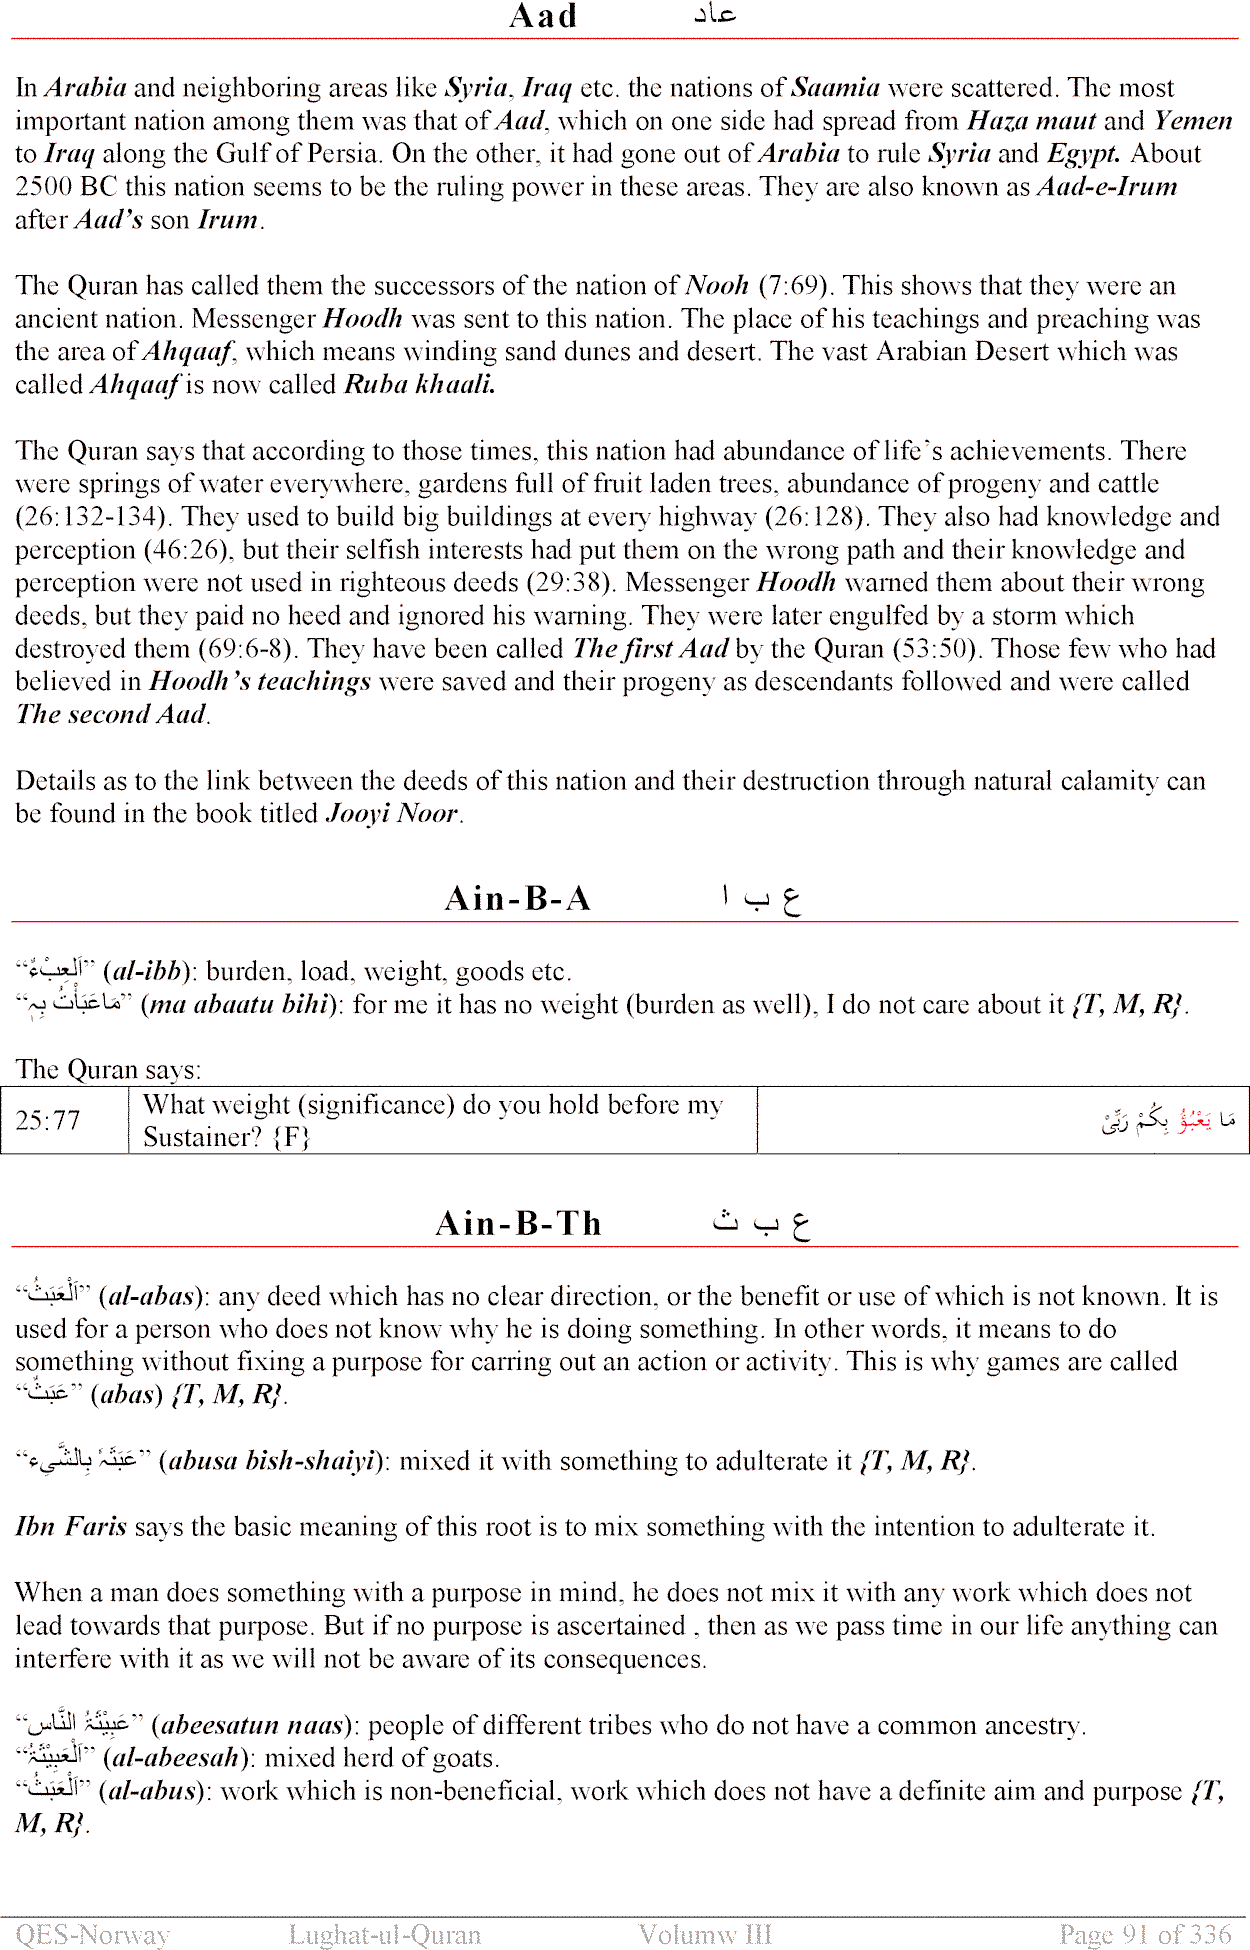 Aad عاد
In Arabia and neighboring areas like Syria, Iraq etc. the nations of Saamia were scattered. The most
important nation among them was that of Aad, which on one side had spread from Haza maut and Yemen
to Iraq along the Gulf of Persia. On the other, it had gone out of Arabia to rule Syria and Egypt. About
2500 BC this nation seems to be the ruling power in these areas. They are also known as Aad-e-Irum
after Aad’s son Irum.
The Quran has called them the successors of the nation of Nooh (7:69). This shows that they were an
ancient nation. Messenger Hoodh was sent to this nation. The place of his teachings and preaching was
the area of Ahqaaf, which means winding sand dunes and desert. The vast Arabian Desert which was
called Ahqaaf is now called Ruba khaali.
The Quran says that according to those times, this nation had abundance of life’s achievements. There
were springs of water everywhere, gardens full of fruit laden trees, abundance of progeny and cattle
(26:132-134). They used to build big buildings at every highway (26:128). They also had knowledge and
perception (46:26), but their selfish interests had put them on the wrong path and their knowledge and
perception were not used in righteous deeds (29:38). Messenger Hoodh warned them about their wrong
deeds, but they paid no heed and ignored his warning. They were later engulfed by a storm which
destroyed them (69:6-8). They have been called The first Aad by the Quran (53:50). Those few who had
believed in Hoodh’s teachings were saved and their progeny as descendants followed and were called
The second Aad.
Details as to the link between the deeds of this nation and their destruction through natural calamity can
be found in the book titled Jooyi Noor.
Ain-B-A ع ب ا
“اَلْعِبْءُ” (al-ibb): burden, load, weight, goods etc.
“مَاعَبَأْتُ بِہٖ” (ma abaatu bihi): for me it has no weight (burden as well), I do not care about it {T, M, R}.
The Quran says:
25:77 What weight (significance) do you hold before my مَا يَعْبُؤُ بِكُمْ رَبِّىْ
Sustainer? {F}
Ain-B-Th ع ب ث
“اَلْعَبَثُ” (al-abas): any deed which has no clear direction, or the benefit or use of which is not known. It is
used for a person who does not know why he is doing something. In other words, it means to do
something without fixing a purpose for carring out an action or activity. This is why games are called
“عَبَثٌ” (abas) {T, M, R}.
“عَبَثَہٗ بِالشَّيِء” (abusa bish-shaiyi): mixed it with something to adulterate it {T, M, R}.
Ibn Faris says the basic meaning of this root is to mix something with the intention to adulterate it.
When a man does something with a purpose in mind, he does not mix it with any work which does not
lead towards that purpose. But if no purpose is ascertained , then as we pass time in our life anything can
interfere with it as we will not be aware of its consequences.
“عَبِيْثَۃُ النَّاس” (abeesatun naas): people of different tribes who do not have a common ancestry.
“اَلْعَبِيْثَۃُ” (al-abeesah): mixed herd of goats.
“اَلْعَبَثُ” (al-abus): work which is non-beneficial, work which does not have a definite aim and purpose {T,
M, R}.
QES-Norway Lughat-ul-Quran Volumw III Page 91 of 336